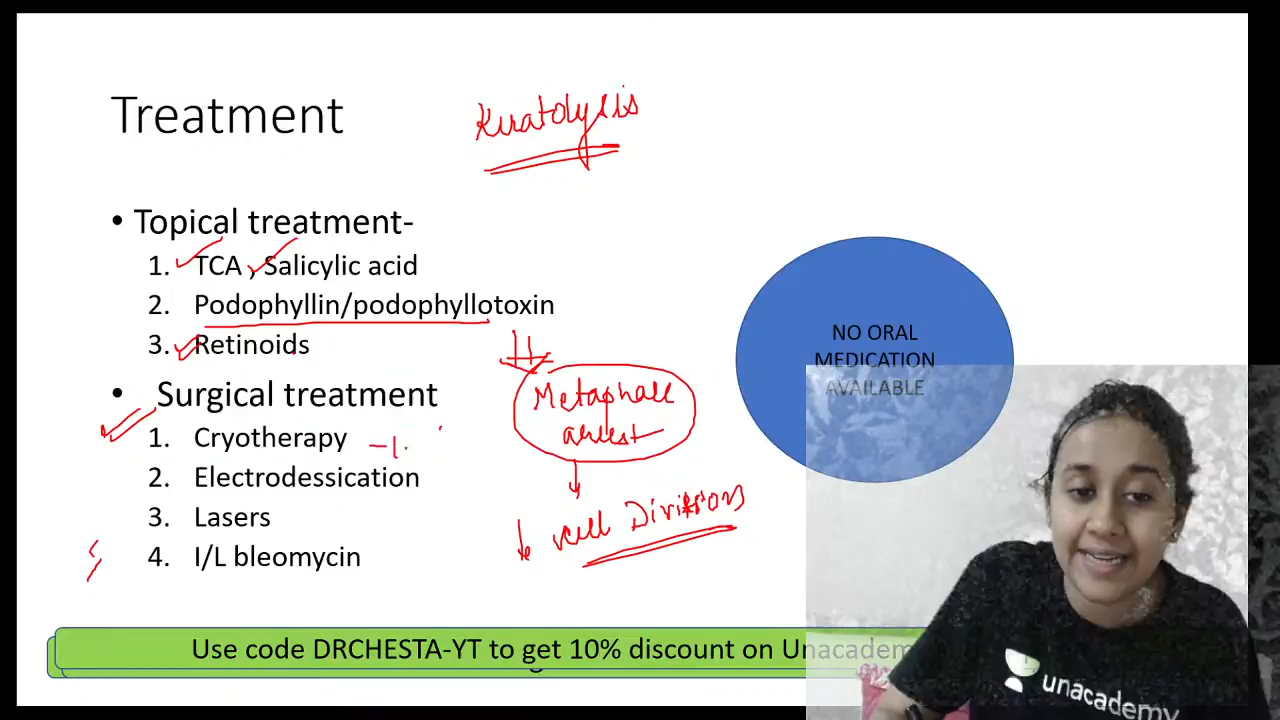 Treatment
Keratolysis
• Topical treatment-
1. TCA , Salicylic acid
2. Podophyllin/podophyllotoxin
3. Retinoids
Metaphase
arrest
↓ cell Division
• Surgical treatment
1. Cryotherapy
2. Electrodessication
3. Lasers
4. I/L bleomycin
NO ORAL
MEDICATION
AVAILABLE
Use code DRCHESTA-YT to get 10% discount on Unacadem
unacademy